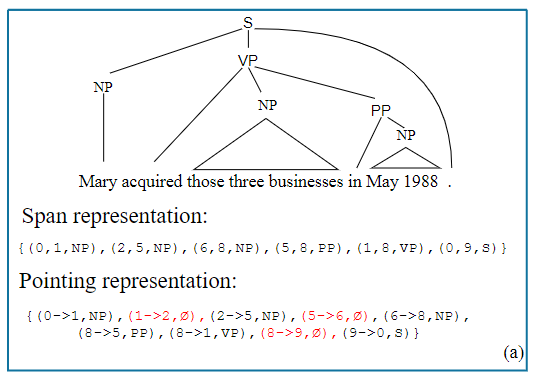 S
VP
NP
NP
PP
NP
Mary acquired those three businesses in May 1988 .
Span representation:
{(0,1,NP),(2,5,NP),(6,8,NP),(5,8,PP),(1,8,VP),(0,9,S)}
Pointing representation:
{(0->1,NP),(1->2,Ø),(2->5,NP),(5->6,Ø),(6->8,NP),
(8->5,PP),(8->1,VP),(8->9,Ø),(9->0,S)}
(a)